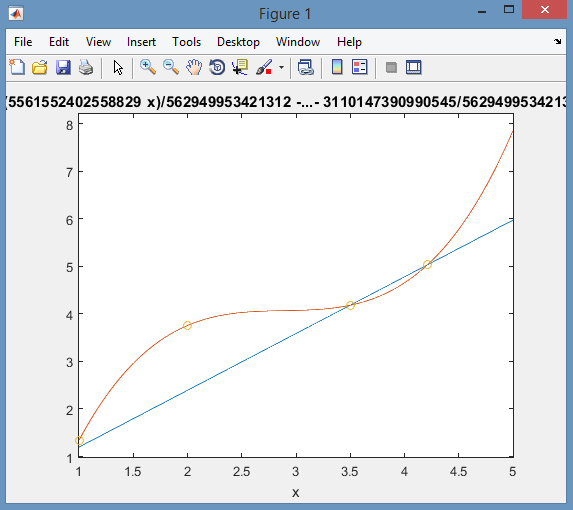 Figure 1
File Edit View Insert Tools Desktop Window Help
(5561552402558829 x)/562949953421312 -...- 3110147390990545/56294995342131
8
7
6
5
4
3
2
1
1 1.5 2 2.5 3 3.5 4 4.5 5
x